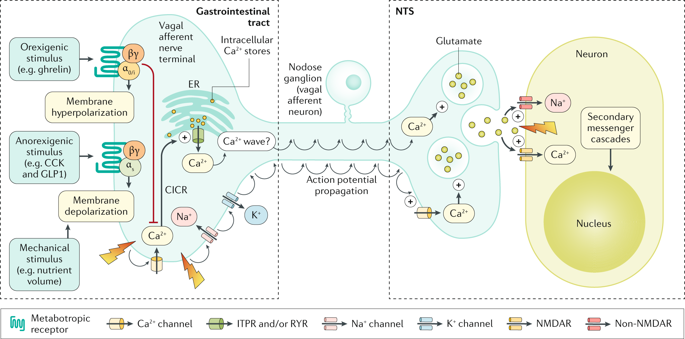 Gastrointestinal
tract
NTS
Orexigenic
stimulus
(e.g. ghrelin)
βγ
α0/i
Membrane
hyperpolarization
Anorexigenic
stimulus
(e.g. CCK
and GLP1)
βγ
αs
Membrane
depolarization
Mechanical
stimulus
(e.g. nutrient
volume)
Vagal
afferent
nerve
terminal
Intracellular
Ca²⁺ stores
ER
+
Ca²⁺
Ca²⁺ wave?
CICR
Ca²⁺
Na⁺
K⁺
Nodose
ganglion
(vagal
afferent
neuron)
Action potential
propagation
Glutamate
+
Ca²⁺
+
+
Ca²⁺
+
Na⁺
+
Ca²⁺
Neuron
Secondary
messenger
cascades
Nucleus
Metabotropic
receptor
Ca²⁺ channel
ITPR and/or RYR
Na⁺ channel
K⁺ channel
NMDAR
Non-NMDAR